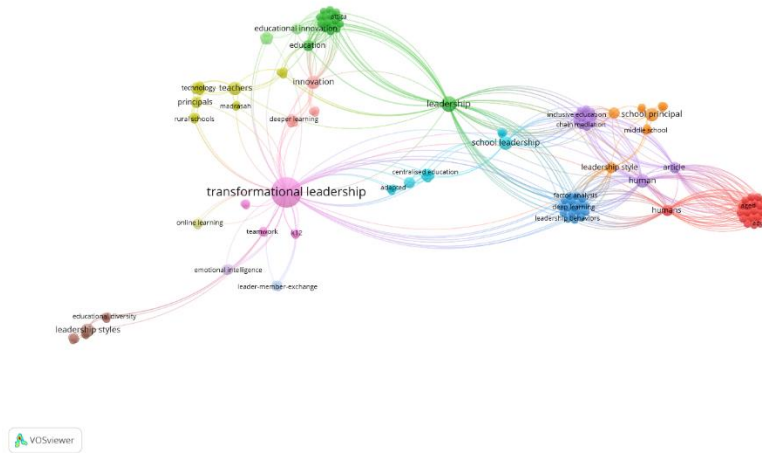 educational innovation
education
innovation
technology
teachers
principals
madrasah
rural schools
deeper learning
leadership
inclusive education
chain mediation
school principal
middle school
school leadership
centralised education
adapted
leadership style
article
human
transformational leadership
factor analysis
deep learning
leadership behaviors
humans
aged
online learning
teamwork
k12
emotional intelligence
leader-member-exchange
educational diversity
leadership styles
VOSviewer